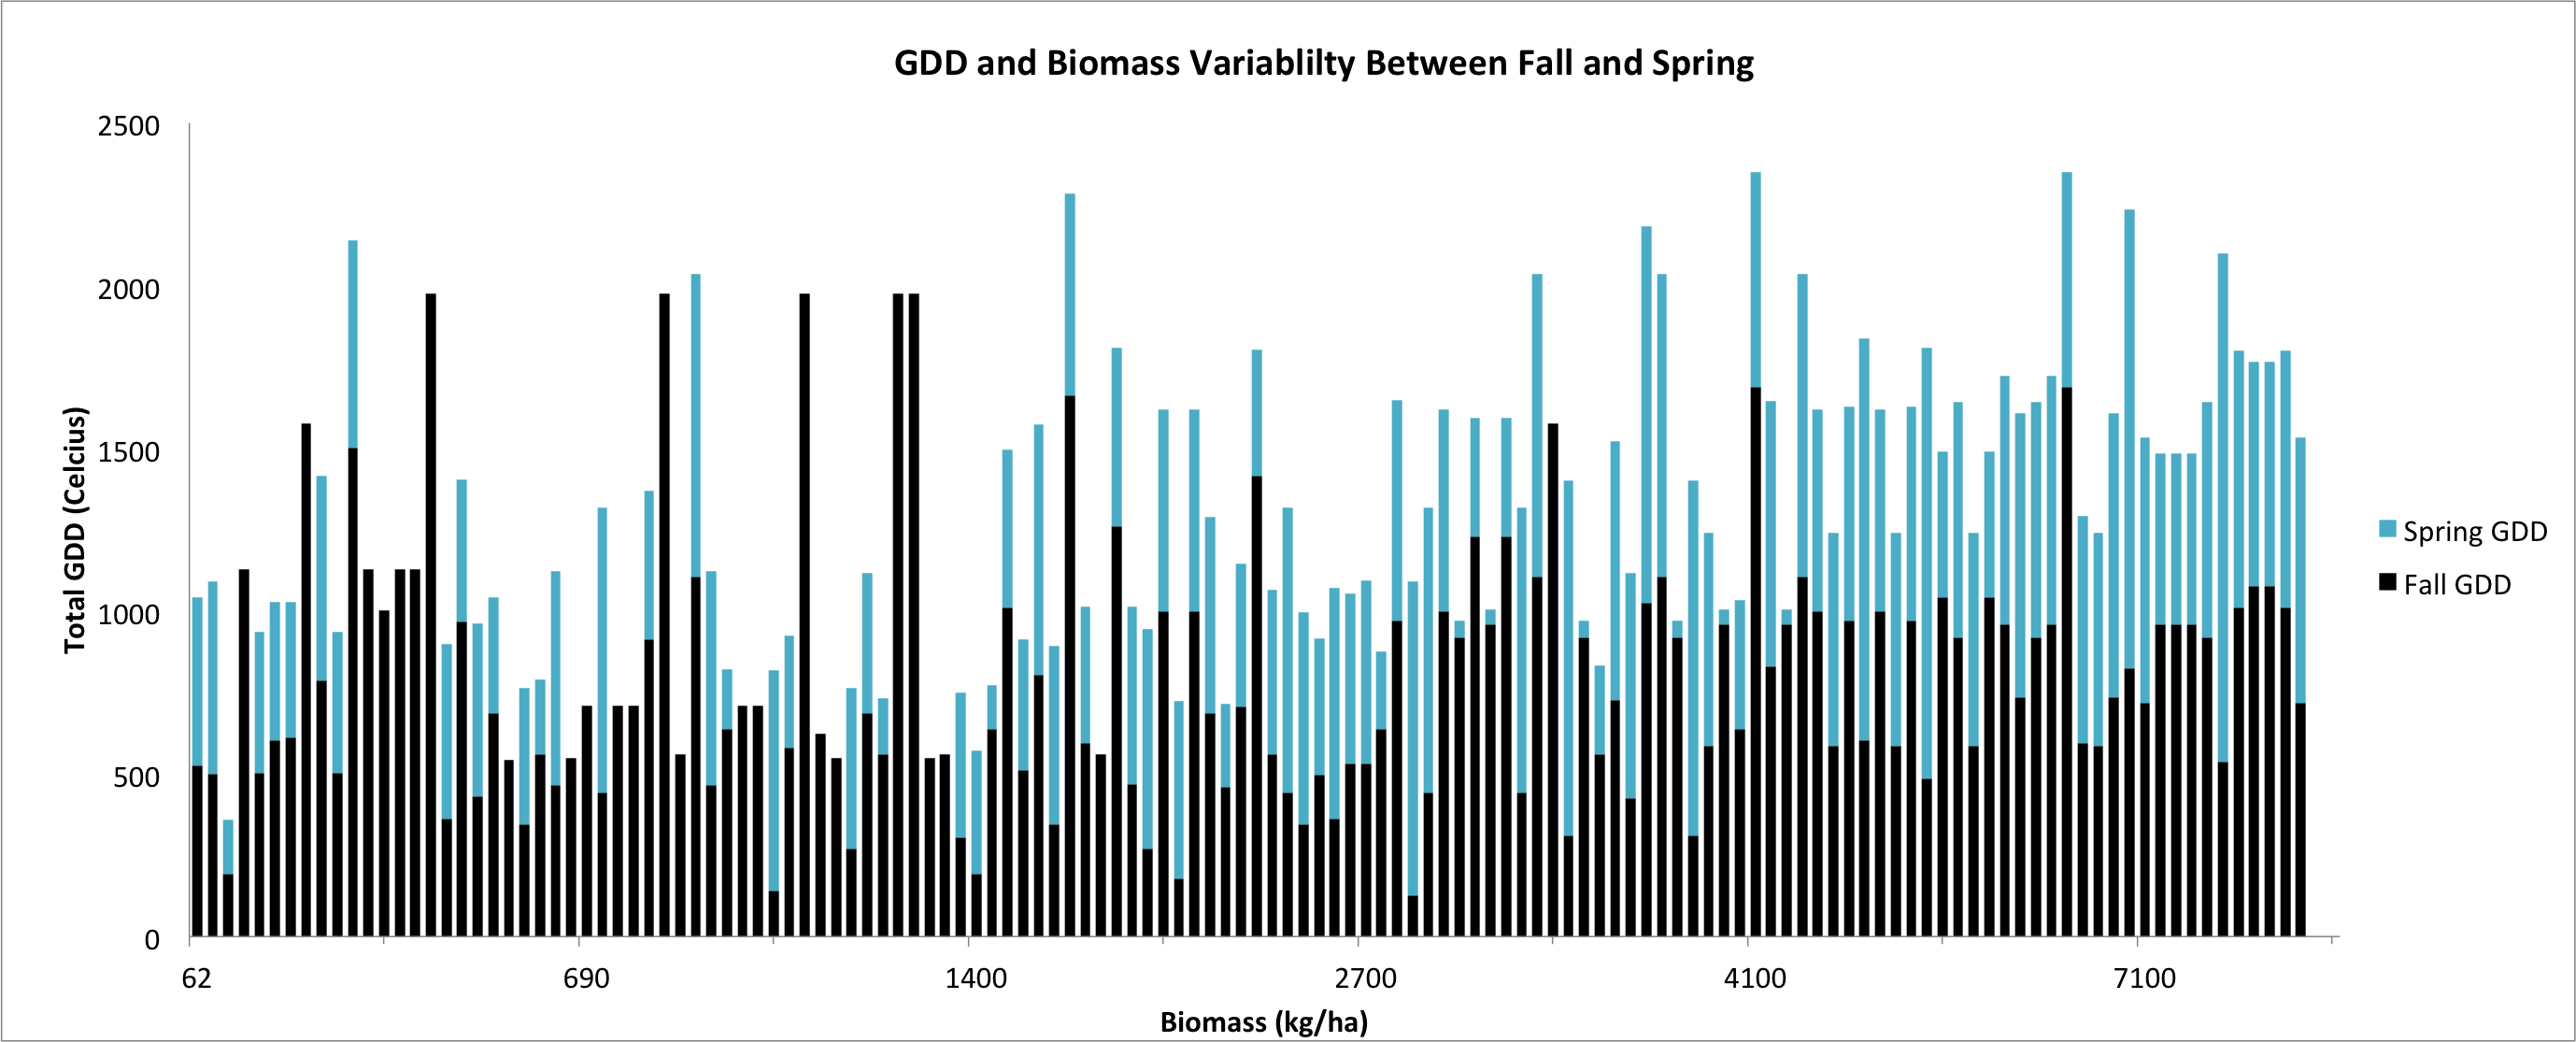 GDD and Biomass Variablilty Between Fall and Spring
2500
2000
1500
1000
500
0
Total GDD (Celcius)
62 690 1400 2700 4100 7100
Biomass (kg/ha)
Spring GDD
Fall GDD